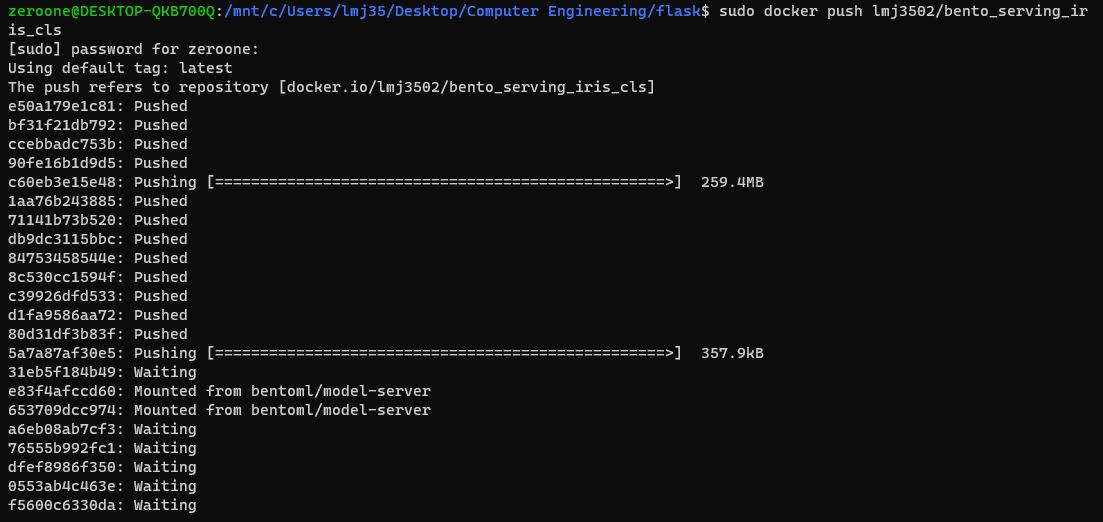 zeroone@DESKTOP-QKB700Q:/mnt/c/Users/lmj35/Desktop/Computer Engineering/flask$ sudo docker push lmj3502/bento_serving_ir
is_cls
[sudo] password for zeroone:
Using default tag: latest
The push refers to repository [docker.io/lmj3502/bento_serving_iris_cls]
e50a179e1c81: Pushed
bf31f21db792: Pushed
ccebbadc753b: Pushed
90fe16b1d9d5: Pushed
c60eb3e15e48: Pushing [==================================================>]  259.4MB
1aa76b243885: Pushed
71141b73b520: Pushed
db9dc3115bbc: Pushed
84753458544e: Pushed
8c530cc1594f: Pushed
c39926dfd533: Pushed
d1fa9586aa72: Pushed
80d31df3b83f: Pushed
5a7a87af30e5: Pushing [==================================================>]  357.9kB
31eb5f184b49: Waiting
e83f4afccd60: Mounted from bentoml/model-server
653709dcc974: Mounted from bentoml/model-server
a6eb08ab7cf3: Waiting
76555b992fc1: Waiting
dfef8986f350: Waiting
0553ab4c463e: Waiting
f5600c6330da: Waiting